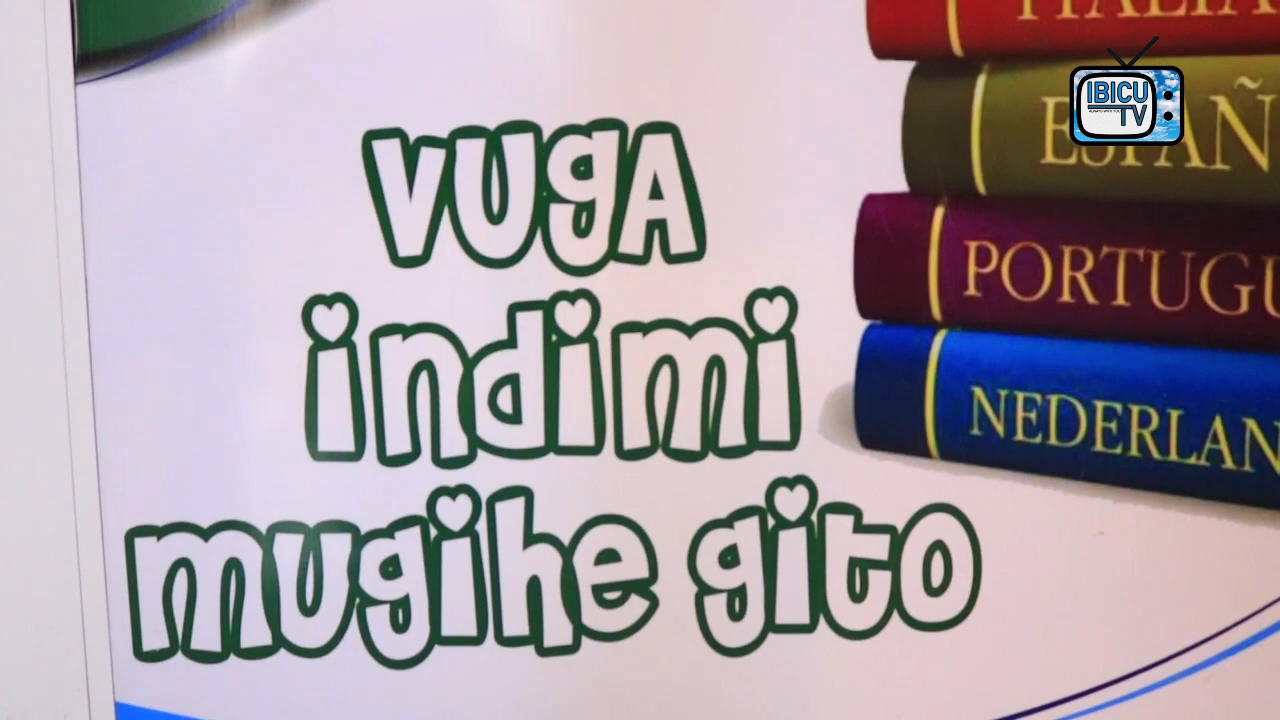 ITALIA
IBICU
TV
ESPAÑ
PORTUGU
NEDERLAN
VUGA
indimi
mugihe gito